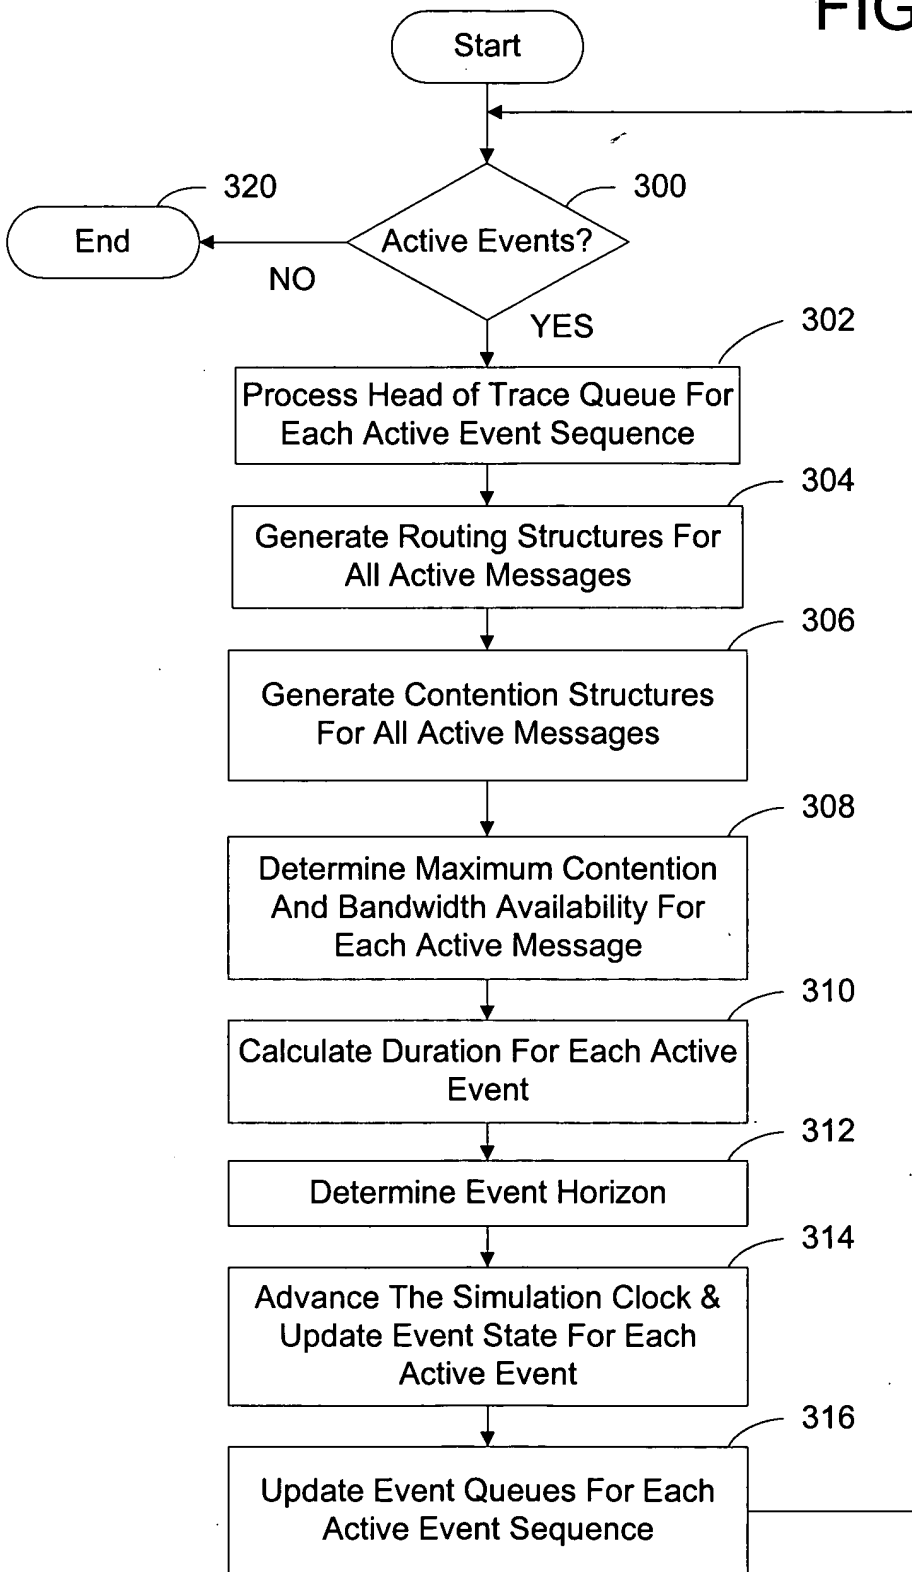 FIG
Start
320
300
End
Active Events?
NO
YES
302
Process Head of Trace Queue For
Each Active Event Sequence
304
Generate Routing Structures For
All Active Messages
306
Generate Contention Structures
For All Active Messages
308
Determine Maximum Contention
And Bandwidth Availability For
Each Active Message
310
Calculate Duration For Each Active
Event
312
Determine Event Horizon
314
Advance The Simulation Clock &
Update Event State For Each
Active Event
316
Update Event Queues For Each
Active Event Sequence